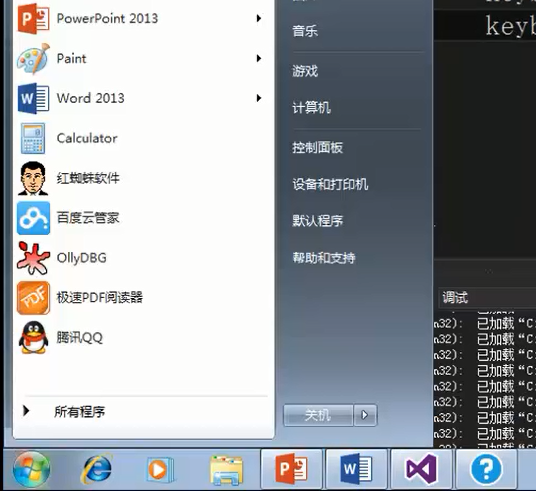 PowerPoint 2013
Paint
Word 2013
Calculator
红蜘蛛软件
百度云管家
OllyDBG
极速PDF阅读器
腾讯QQ
所有程序
音乐
游戏
计算机
控制面板
设备和打印机
默认程序
帮助和支持
关机
keyb
调试
n32): 已加载“C:
n32): 已加载“C:
n32): 已加载“C:
n32): 已加载“C:
n32): 已加载“C:
n32): 已加载“C:
n32): 已加载“C:
n32): 已加载“C: